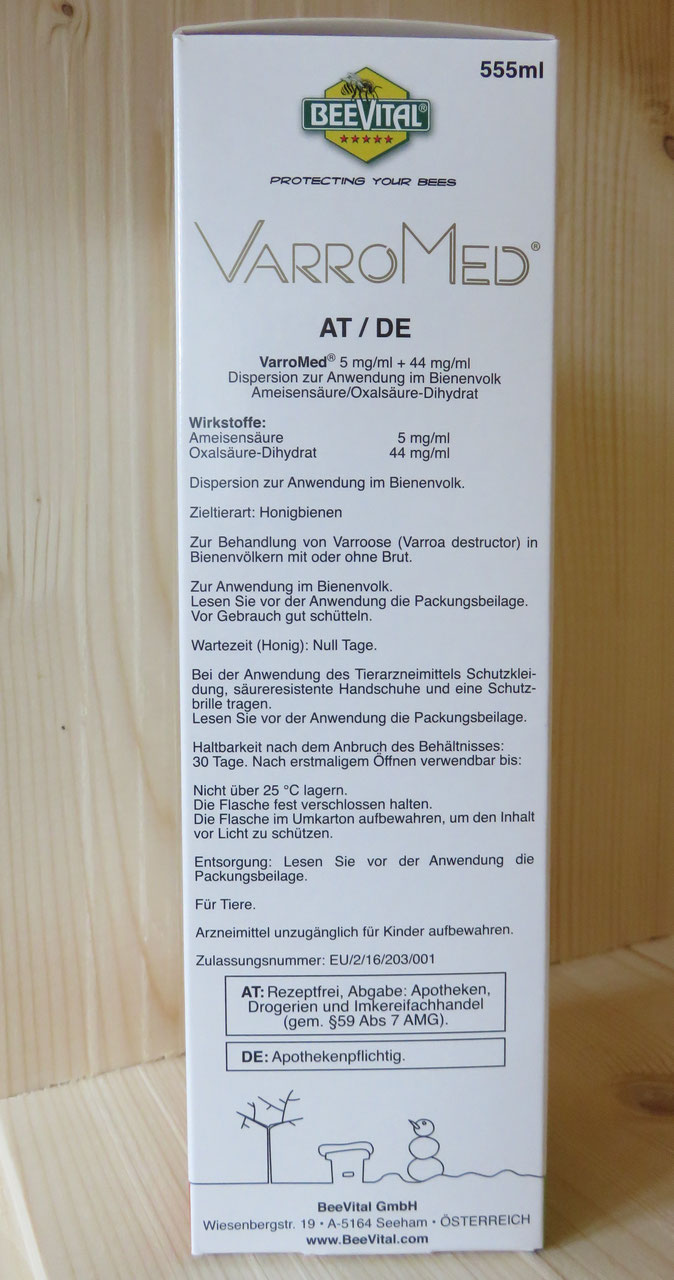 555ml
BEEVITAL®
PROTECTING YOUR BEES
VARROMED®
AT / DE
VarroMed® 5 mg/ml + 44 mg/ml
Dispersion zur Anwendung im Bienenvolk
Ameisensäure/Oxalsäure-Dihydrat
Wirkstoffe:
Ameisensäure 5 mg/ml
Oxalsäure-Dihydrat 44 mg/ml
Dispersion zur Anwendung im Bienenvolk.
Zieltierart: Honigbienen
Zur Behandlung von Varroose (Varroa destructor) in
Bienenvölkern mit oder ohne Brut.
Zur Anwendung im Bienenvolk.
Lesen Sie vor der Anwendung die Packungsbeilage.
Vor Gebrauch gut schütteln.
Wartezeit (Honig): Null Tage.
Bei der Anwendung des Tierarzneimittels Schutzklei-
dung, säureresistente Handschuhe und eine Schutz-
brille tragen.
Lesen Sie vor der Anwendung die Packungsbeilage.
Haltbarkeit nach dem Anbruch des Behältnisses:
30 Tage. Nach erstmaligem Öffnen verwendbar bis:
Nicht über 25 °C lagern.
Die Flasche fest verschlossen halten.
Die Flasche im Umkarton aufbewahren, um den Inhalt
vor Licht zu schützen.
Entsorgung: Lesen Sie vor der Anwendung die
Packungsbeilage.
Für Tiere.
Arzneimittel unzugänglich für Kinder aufbewahren.
Zulassungsnummer: EU/2/16/203/001
AT: Rezeptfrei, Abgabe: Apotheken,
Drogerien und Imkereifachhandel
(gem. §59 Abs 7 AMG).
DE: Apothekenpflichtig.
BeeVital GmbH
Wiesenbergstr. 19 • A-5164 Seeham • ÖSTERREICH
www.BeeVital.com